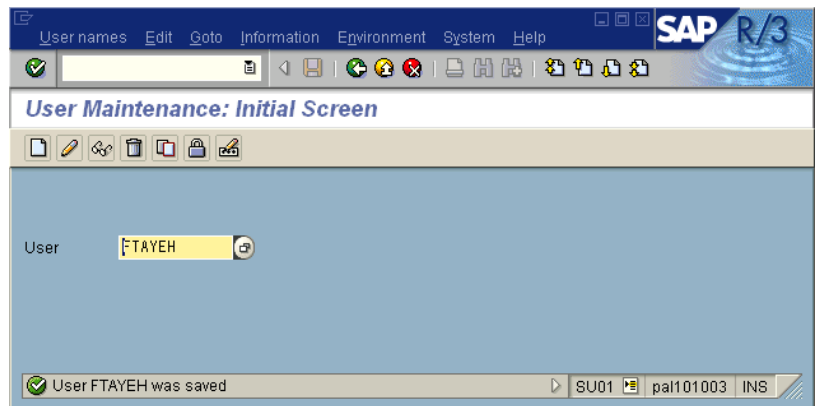 User names Edit Goto Information Environment System Help
SAP R/3
User Maintenance: Initial Screen
User FTAYEH
User FTAYEH was saved SU01 pal101003 INS